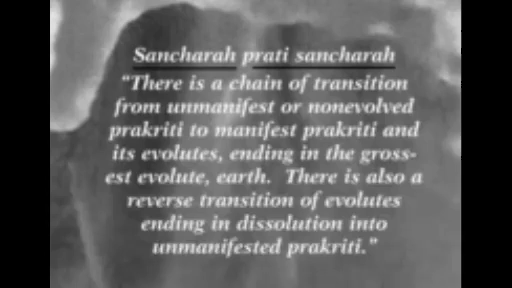 Sancharah prati sancharah
“There is a chain of transition
from unmanifest or nonevolved
prakriti to manifest prakriti and
its evolutes, ending in the gross-
est evolute, earth. There is also a
reverse transition of evolutes
ending in dissolution into
unmanifested prakriti.”